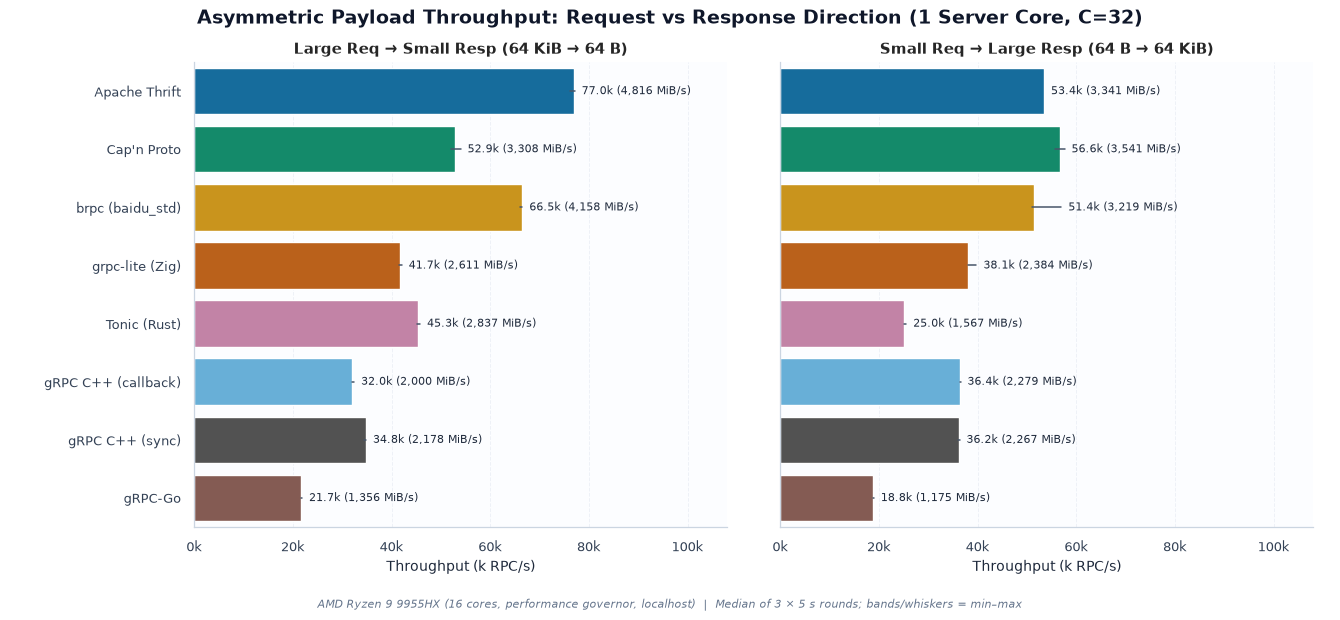 Asymmetric Payload Throughput: Request vs Response Direction (1 Server Core, C=32)
Large Req → Small Resp (64 KiB → 64 B)
Apache Thrift
77.0k (4,816 MiB/s)
Cap'n Proto
52.9k (3,308 MiB/s)
brpc (baidu_std)
66.5k (4,158 MiB/s)
grpc-lite (Zig)
41.7k (2,611 MiB/s)
Tonic (Rust)
45.3k (2,837 MiB/s)
gRPC C++ (callback)
32.0k (2,000 MiB/s)
gRPC C++ (sync)
34.8k (2,178 MiB/s)
gRPC-Go
21.7k (1,356 MiB/s)
0k 20k 40k 60k 80k 100k
Throughput (k RPC/s)
Small Req → Large Resp (64 B → 64 KiB)
53.4k (3,341 MiB/s)
56.6k (3,541 MiB/s)
51.4k (3,219 MiB/s)
38.1k (2,384 MiB/s)
25.0k (1,567 MiB/s)
36.4k (2,279 MiB/s)
36.2k (2,267 MiB/s)
18.8k (1,175 MiB/s)
0k 20k 40k 60k 80k 100k
Throughput (k RPC/s)
AMD Ryzen 9 9955HX (16 cores, performance governor, localhost) | Median of 3 × 5 s rounds; bands/whiskers = min–max